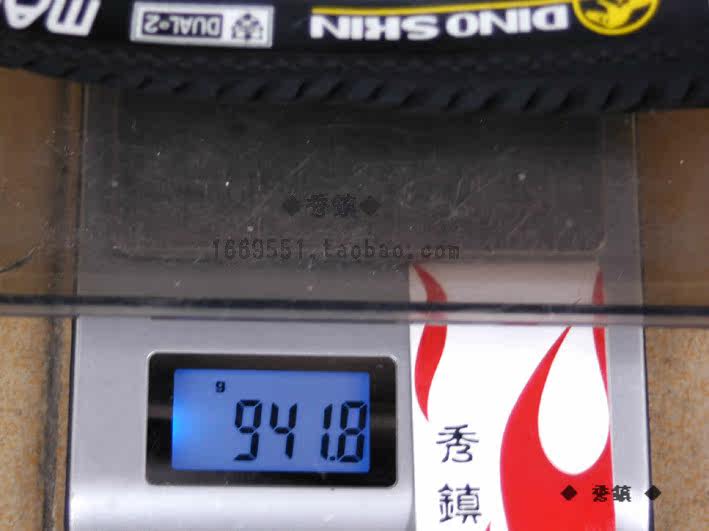 DUAL•2
DINO SKIN
◆秀鎮◆
1669551.taobao.com
g
941.8
秀
鎮
◆ 秀鎮 ◆